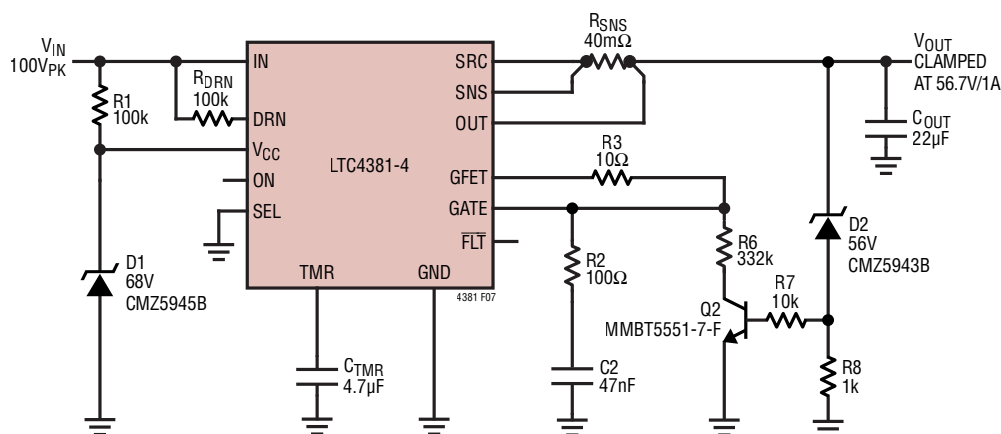 VIN
100VPK
R1
100k
RDRN
100k
IN
DRN
VCC
ON
SEL
TMR
GND
LTC4381-4
SRC
SNS
OUT
GFET
GATE
FLT
4381 F07
RSNS
40mΩ
VOUT
CLAMPED
AT 56.7V/1A
COUT
22µF
R3
10Ω
R2
100Ω
R6
332k
D2
56V
CMZ5943B
R7
10k
Q2
MMBT5551-7-F
R8
1k
D1
68V
CMZ5945B
CTMR
4.7µF
C2
47nF